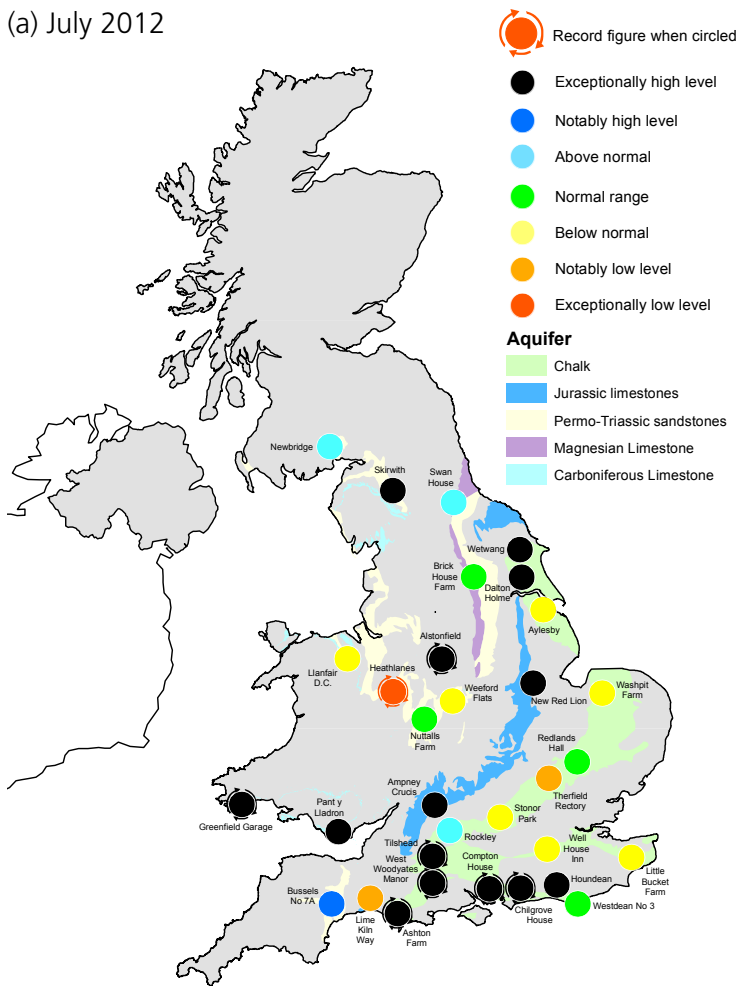 (a) July 2012
Record figure when circled
Exceptionally high level
Notably high level
Above normal
Normal range
Below normal
Notably low level
Exceptionally low level
Aquifer
Chalk
Jurassic limestones
Permo-Triassic sandstones
Magnesian Limestone
Carboniferous Limestone
Newbridge
Skirwith
Swan
House
Wetwang
Brick
House
Farm
Dalton
Holme
Aylesby
Alstonfield
Llanfair
D.C.
Heathlanes
Weeford
Flats
New Red Lion
Washpit
Farm
Nuttalls
Farm
Redlands
Hall
Ampney
Crucis
Therfield
Rectory
Pant y
Lladron
Greenfield Garage
Stonor
Park
Rockley
Tilshead
West
Woodyates
Manor
Compton
House
Well
House
Inn
Little
Bucket
Farm
Houndean
Bussels
No 7A
Lime
Kiln
Way
Ashton
Farm
Chilgrove
House
Westdean No 3